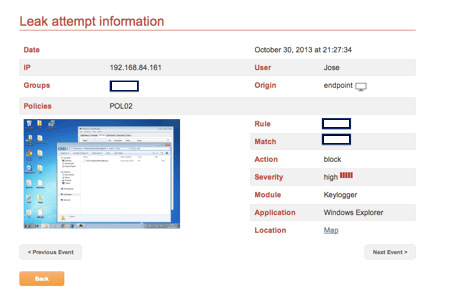 Leak attempt information
Date October 30, 2013 at 21:27:34
IP 192.168.84.161 User Jose
Groups Origin endpoint
Policies POL02
Rule
Match
Action block
Severity high
Module Keylogger
Application Windows Explorer
Location Map
< Previous Event Next Event >
Back